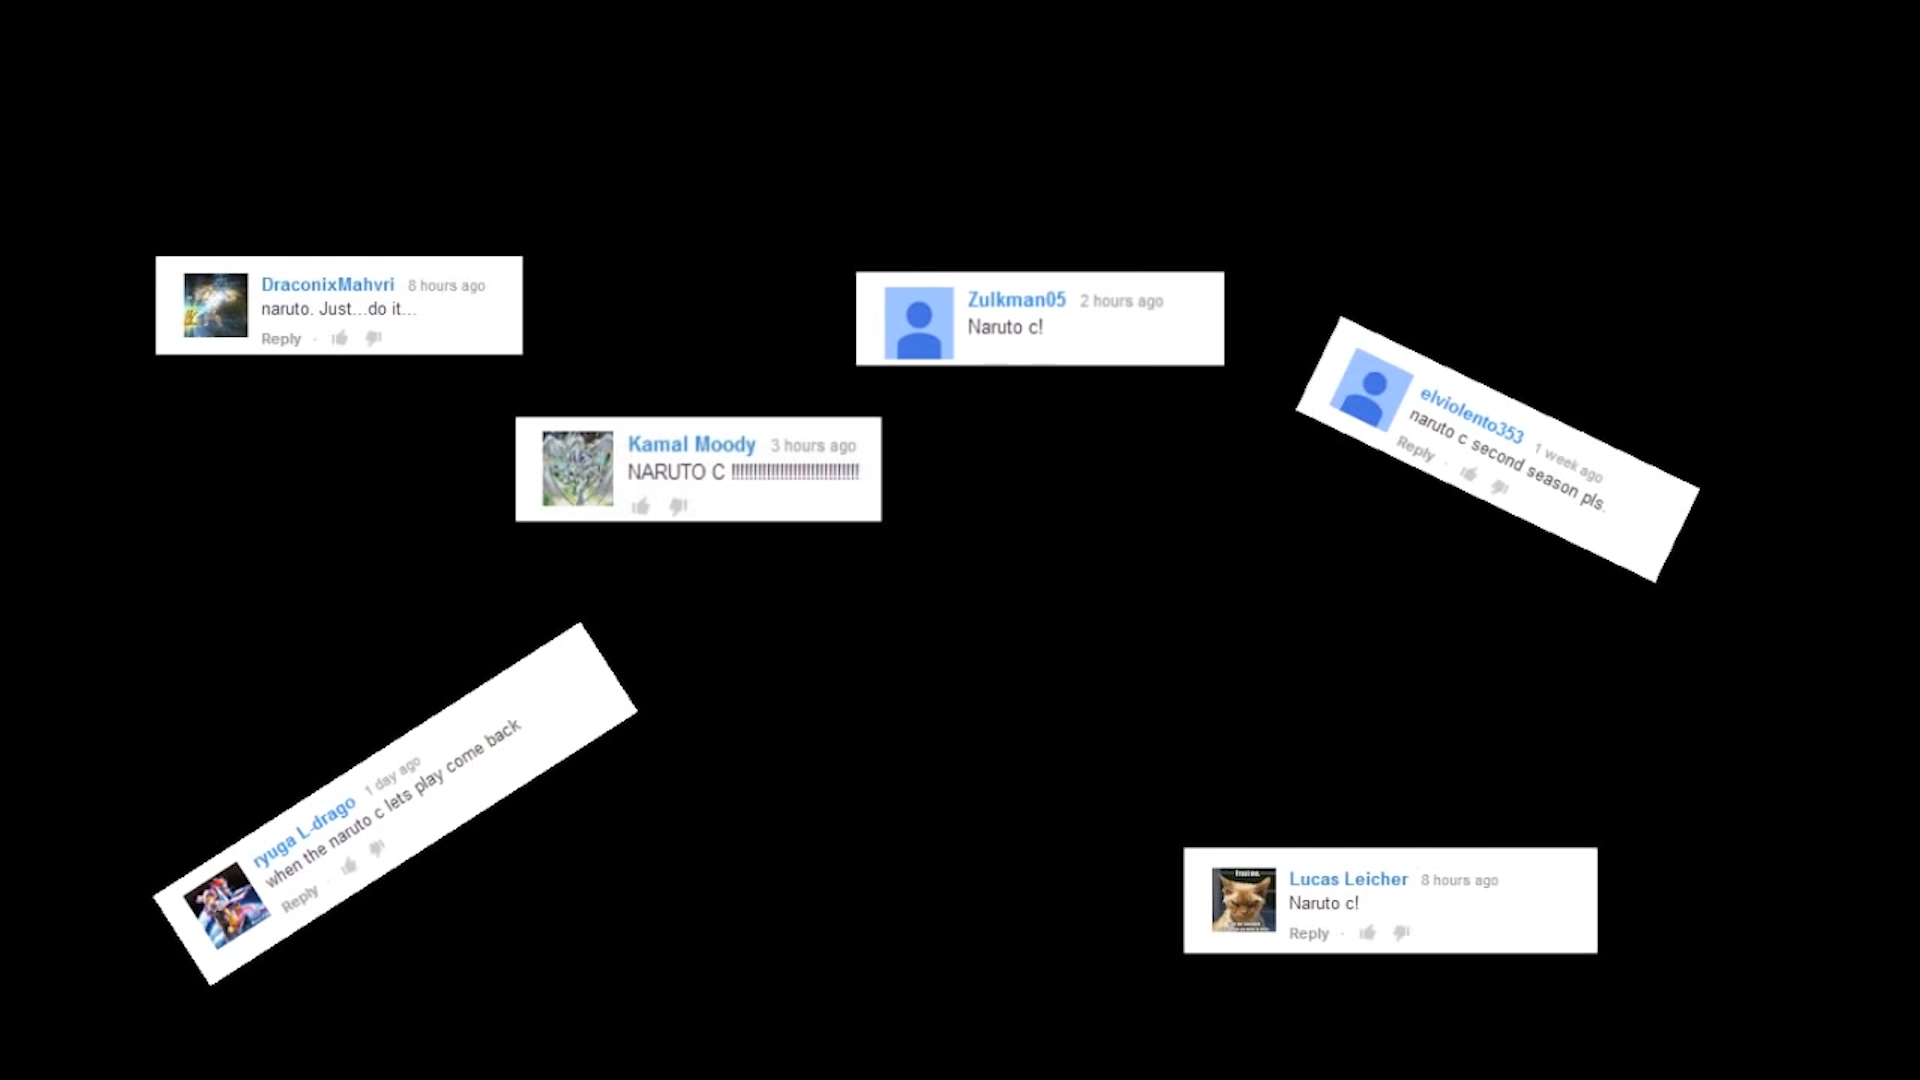 DraconixMahvri 8 hours ago
naruto. Just...do it...
Reply ·
Zulkman05 2 hours ago
Naruto c!
elviolento353 1 week ago
naruto c second season pls.
Reply ·
Kamal Moody 3 hours ago
NARUTO C !!!!!!!!!!!!!!!!!!!!!!!!!!!!!!
ryuga L-drago 1 day ago
when the naruto c lets play come back
Reply ·
Lucas Leicher 8 hours ago
Naruto c!
Reply ·